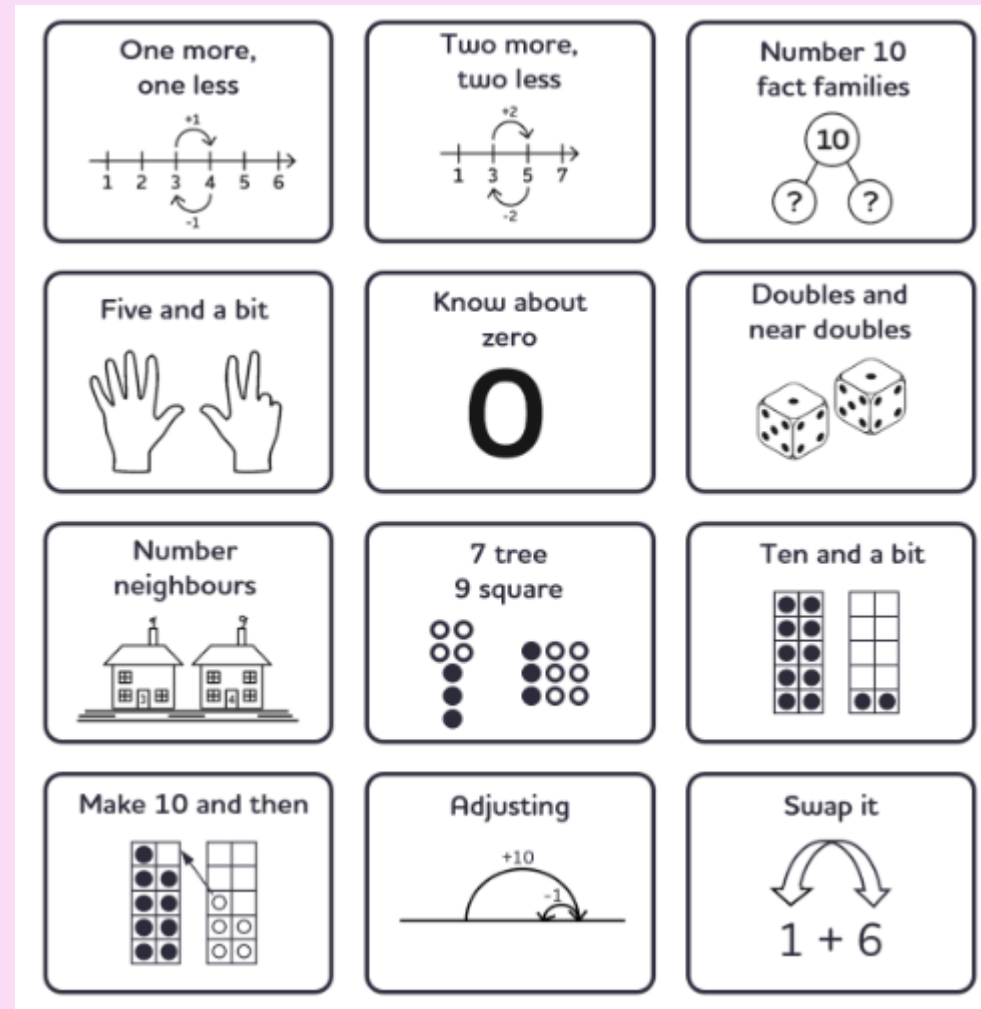 One more,
one less
+1
1 2 3 4 5 6
-1
Two more,
two less
+2
1 3 5 7
-2
Number 10
fact families
10
? ?
Five and a bit
Know about
zero
0
Doubles and
near doubles
Number
neighbours
3 4
7 tree
9 square
Ten and a bit
Make 10 and then
Adjusting
+10
-1
Swap it
1 + 6